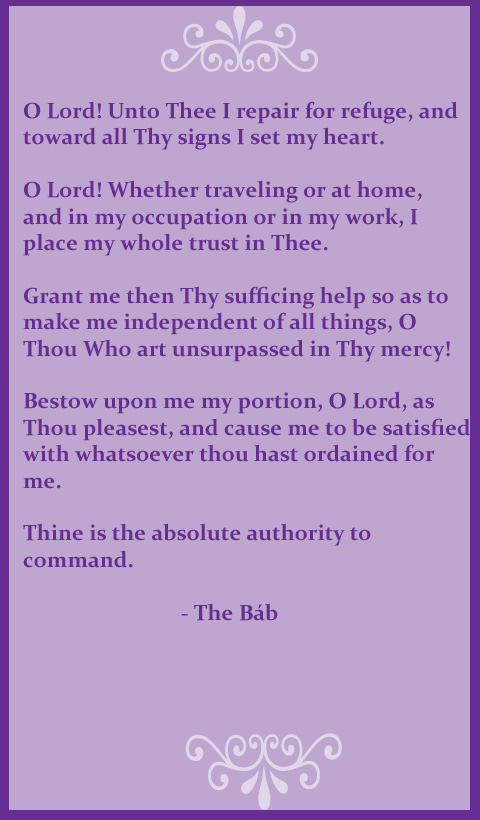 O Lord! Unto Thee I repair for refuge, and
toward all Thy signs I set my heart.
O Lord! Whether traveling or at home,
and in my occupation or in my work, I
place my whole trust in Thee.
Grant me then Thy sufficing help so as to
make me independent of all things, O
Thou Who art unsurpassed in Thy mercy!
Bestow upon me my portion, O Lord, as
Thou pleasest, and cause me to be satisfied
with whatsoever thou hast ordained for
me.
Thine is the absolute authority to
command.
- The Báb